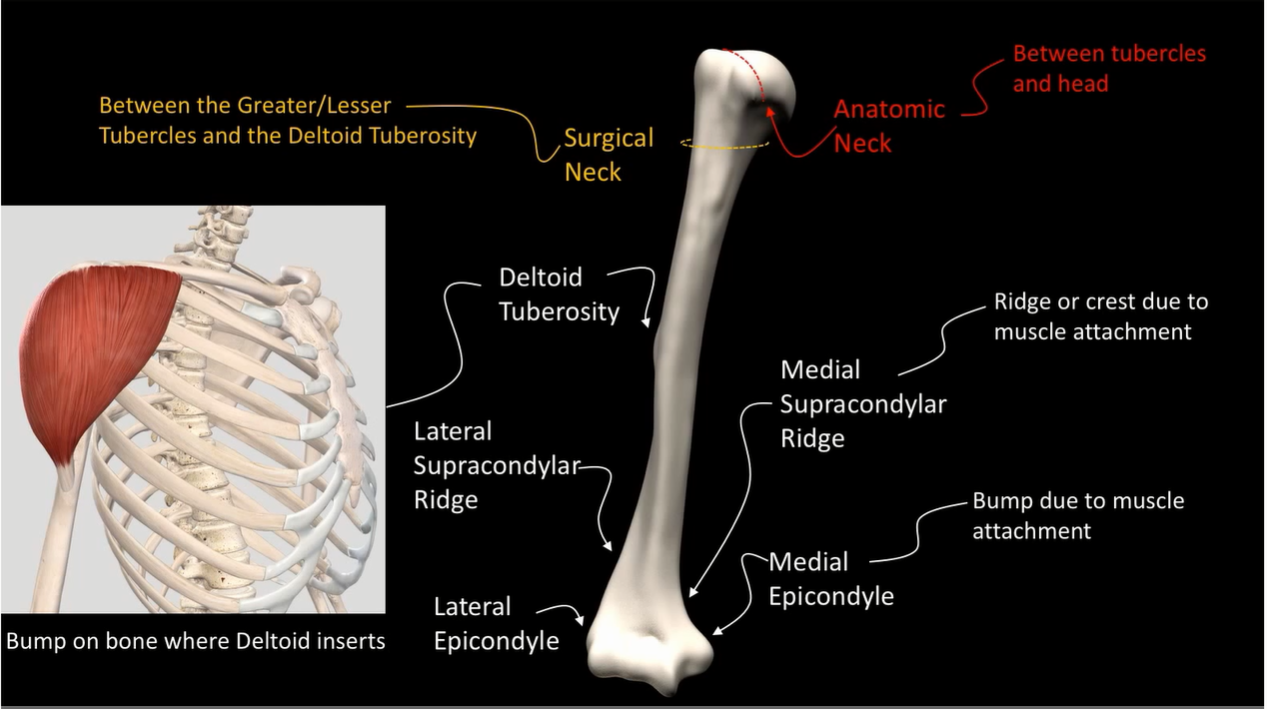 Between the Greater/Lesser
Tubercles and the Deltoid Tuberosity
Surgical
Neck
Anatomic
Neck
Between tubercles
and head
Deltoid
Tuberosity
Ridge or crest due to
muscle attachment
Medial
Supracondylar
Ridge
Lateral
Supracondylar
Ridge
Bump due to muscle
attachment
Medial
Epicondyle
Lateral
Epicondyle
Bump on bone where Deltoid inserts